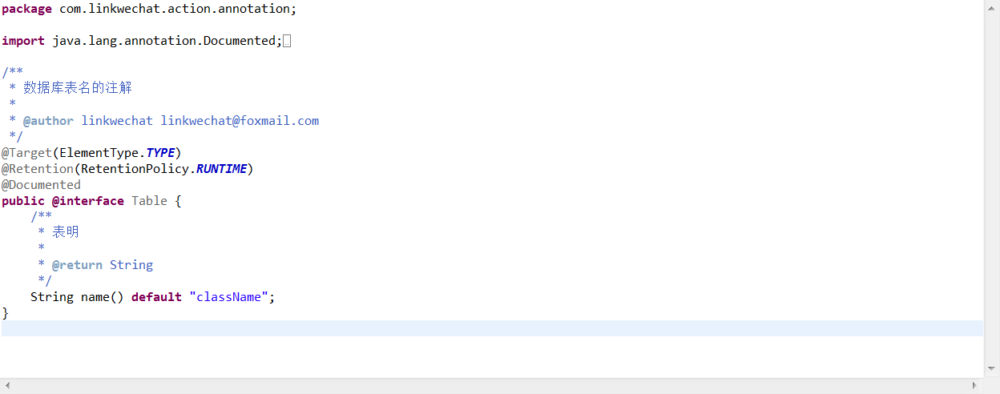 package com.linkwechat.action.annotation;
import java.lang.annotation.Documented;
/**
 * 数据库表名的注解
 *
 * @author linkwechat linkwechat@foxmail.com
 */
@Target(ElementType.TYPE)
@Retention(RetentionPolicy.RUNTIME)
@Documented
public @interface Table {
    /**
     * 表明
     *
     * @return String
     */
    String name() default "className";
}